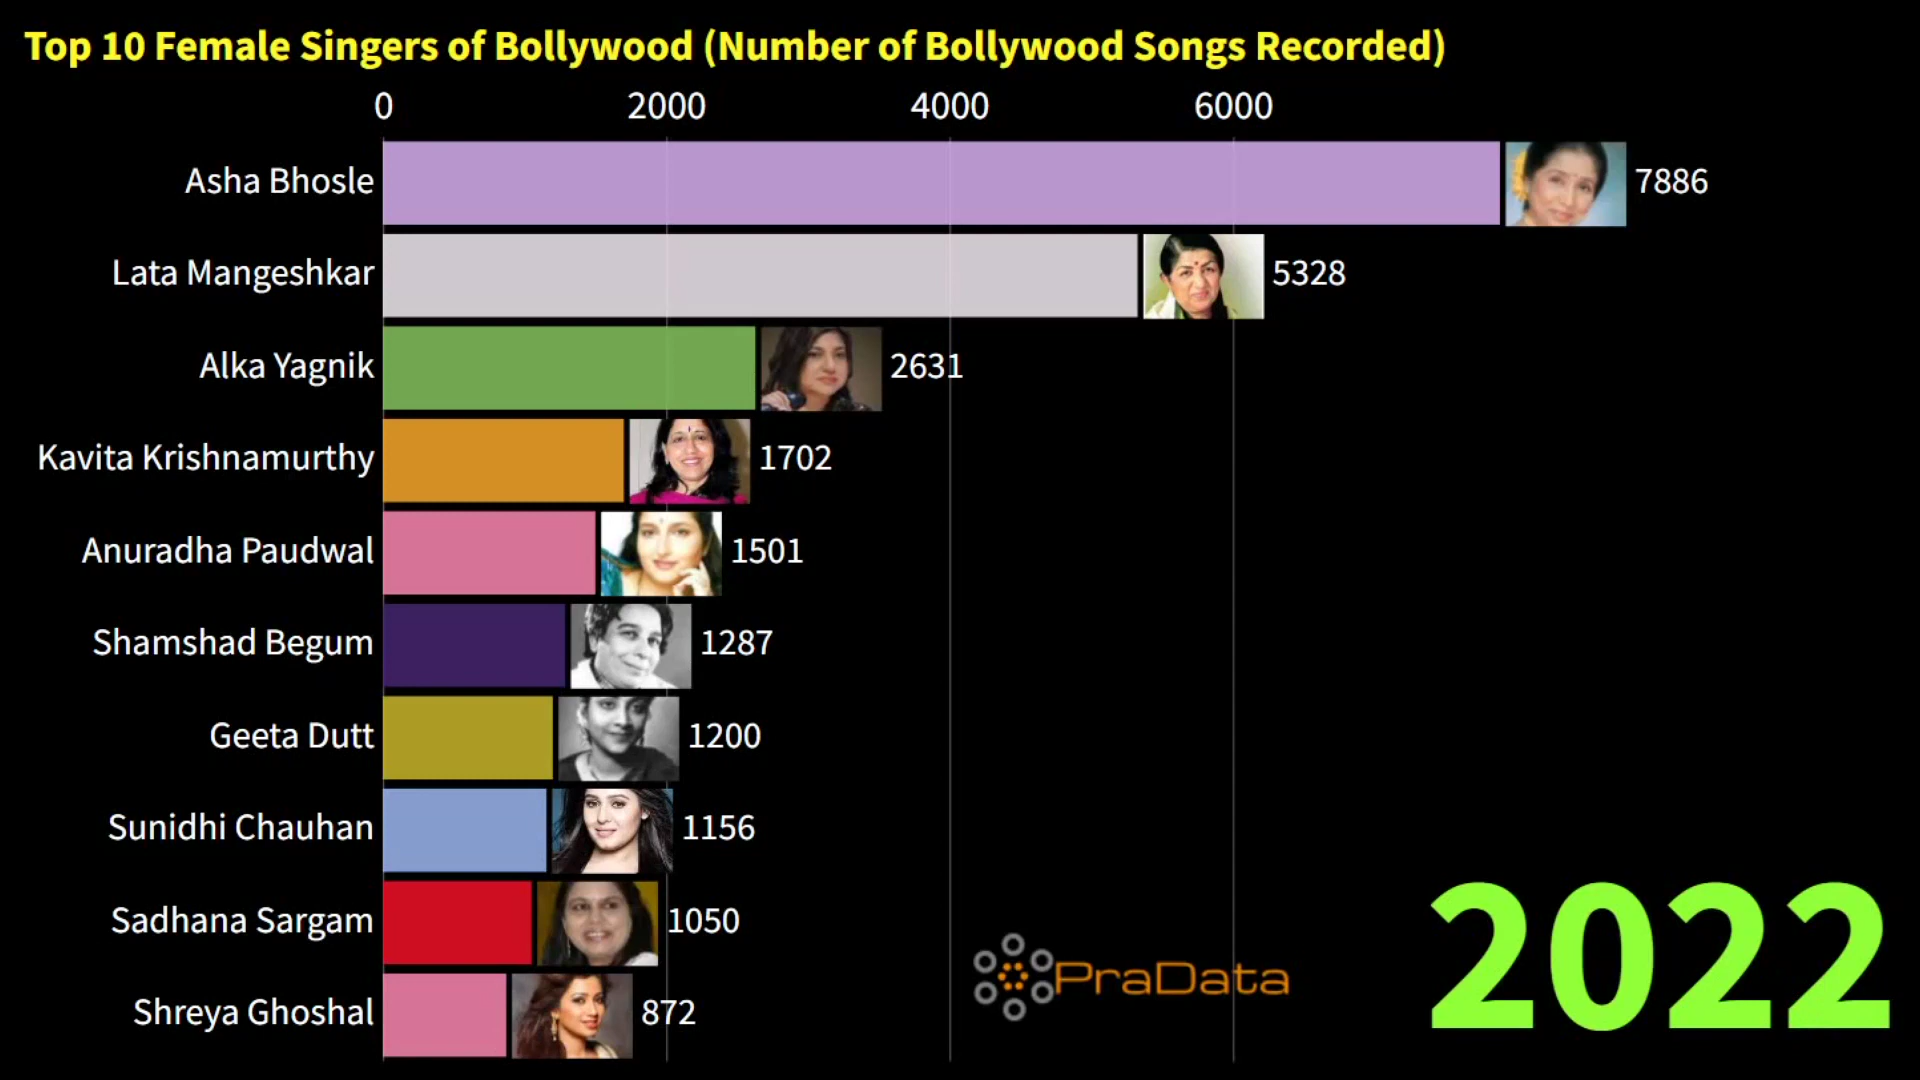 Top 10 Female Singers of Bollywood (Number of Bollywood Songs Recorded)
0 2000 4000 6000
Asha Bhosle 7886
Lata Mangeshkar 5328
Alka Yagnik 2631
Kavita Krishnamurthy 1702
Anuradha Paudwal 1501
Shamshad Begum 1287
Geeta Dutt 1200
Sunidhi Chauhan 1156
Sadhana Sargam 1050
Shreya Ghoshal 872
PraData
2022